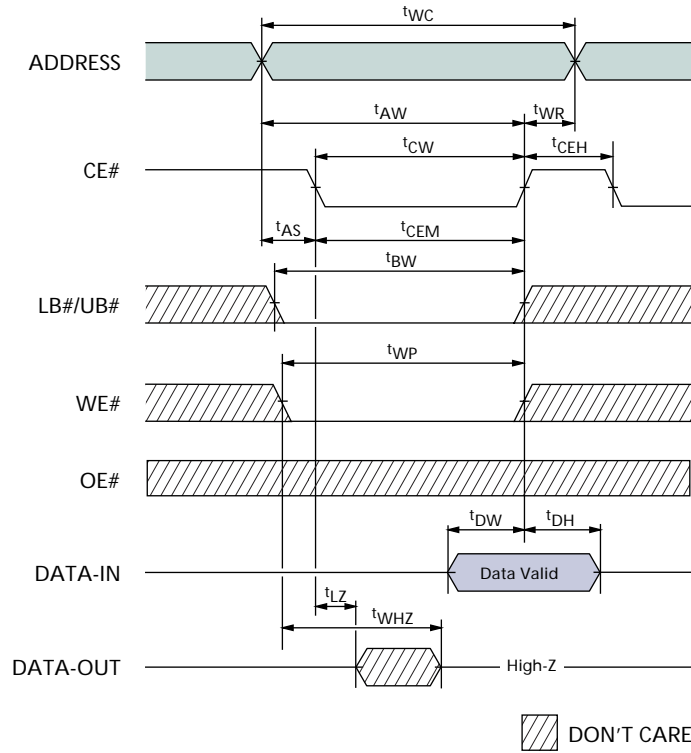 tWC
ADDRESS
tAW
tWR
tCW
tCEH
CE#
tAS
tCEM
tBW
LB#/UB#
tWP
WE#
OE#
tDW
tDH
DATA-IN
Data Valid
tLZ
tWHZ
DATA-OUT
High-Z
DON'T CARE